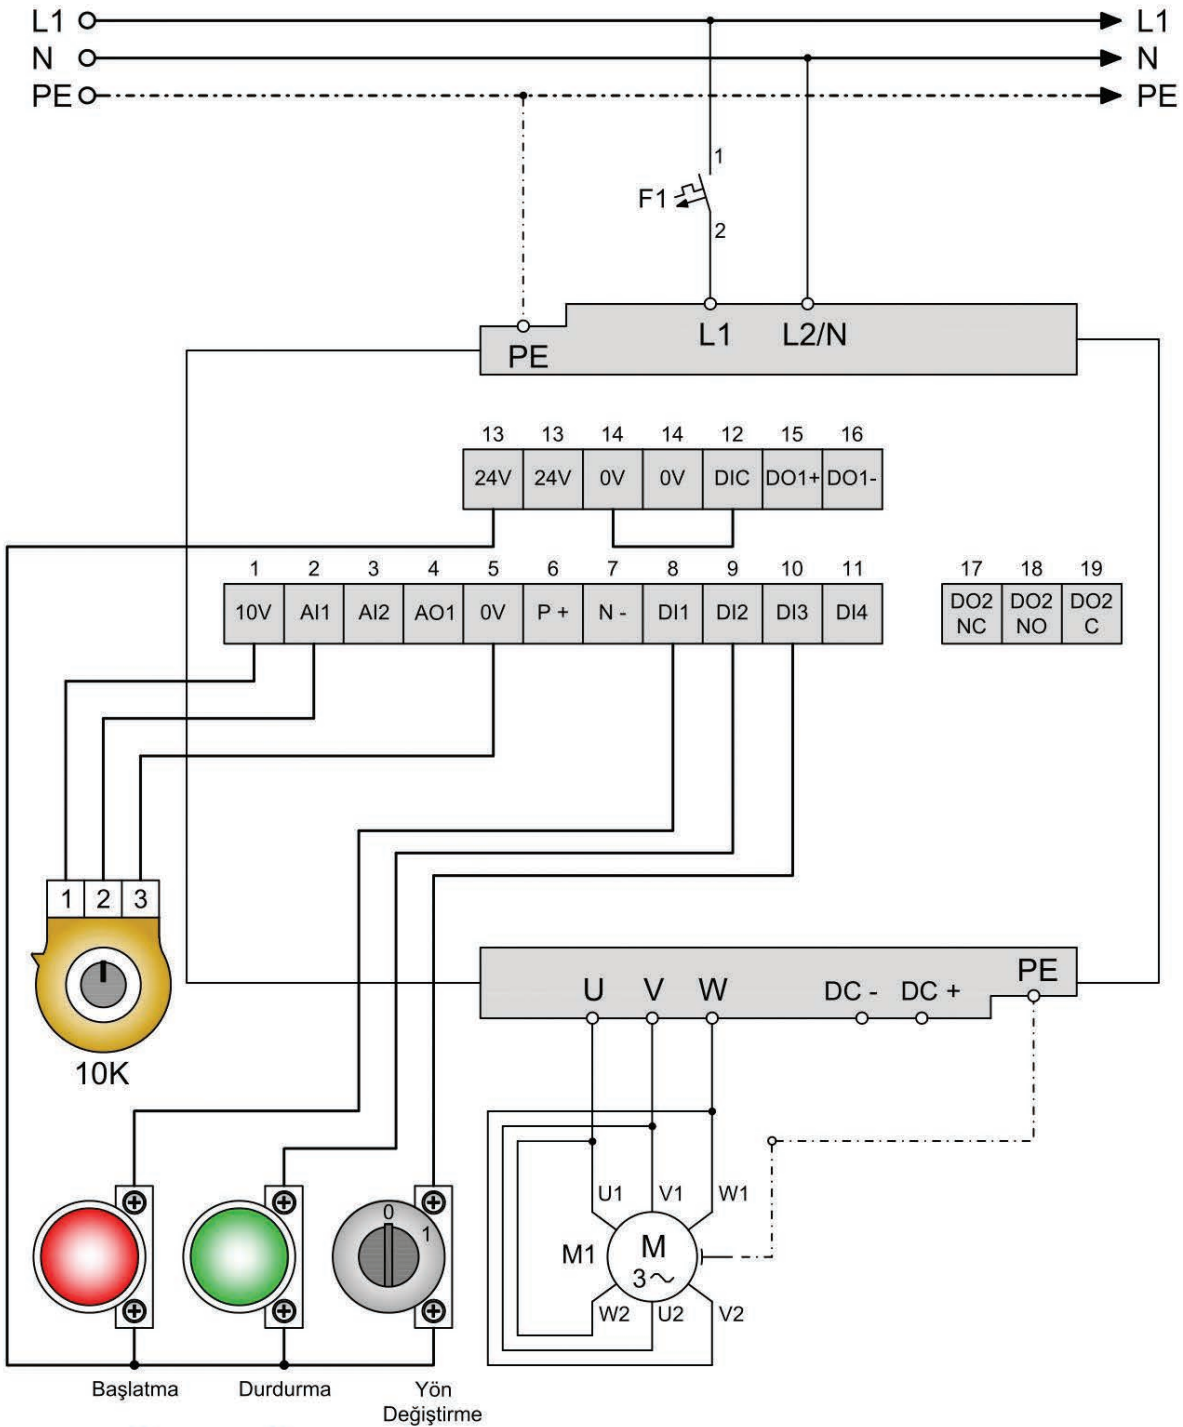 L1 L1
N N
PE PE
1
F1
2
L1 L2/N
PE
13 13 14 14 12 15 16
24V 24V 0V 0V DIC DO1+ DO1-
1 2 3 4 5 6 7 8 9 10 11 17 18 19
10V AI1 AI2 AO1 0V P + N - DI1 DI2 DI3 DI4 DO2 NC DO2 NO DO2 C
1 2 3
10K
U V W DC - DC + PE
U1 V1 W1
0
1
M1 M
3~
W2 U2 V2
Başlatma Durdurma Yön
Değiştirme